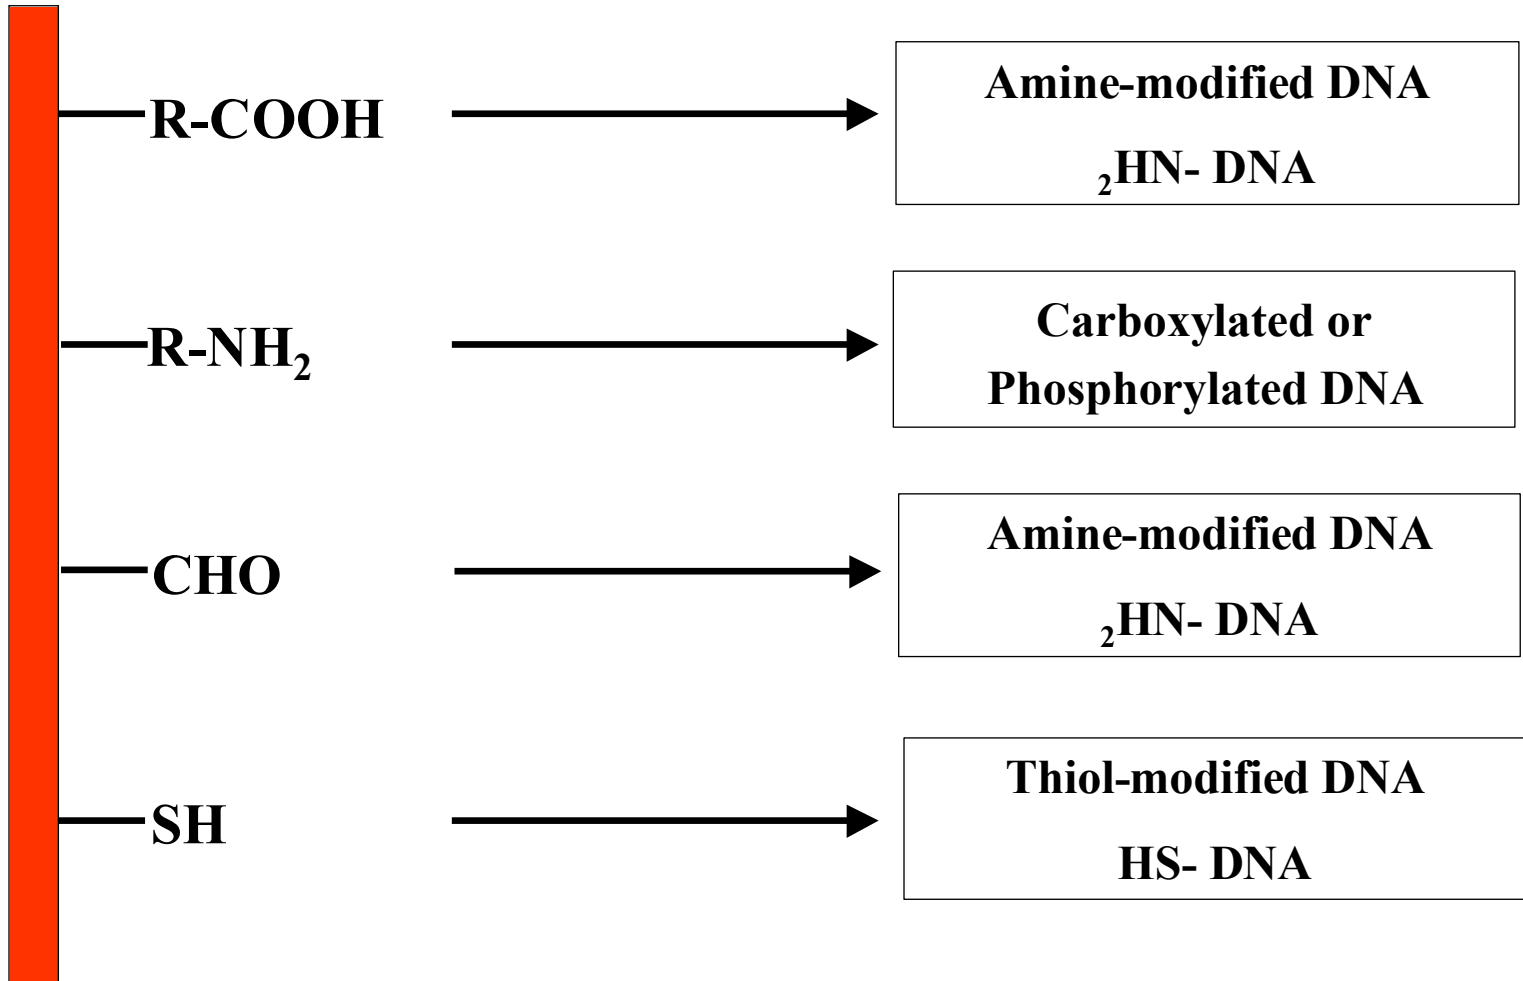 R-COOH
Amine-modified DNA
₂HN- DNA
R-NH₂
Carboxylated or
Phosphorylated DNA
CHO
Amine-modified DNA
₂HN- DNA
SH
Thiol-modified DNA
HS- DNA